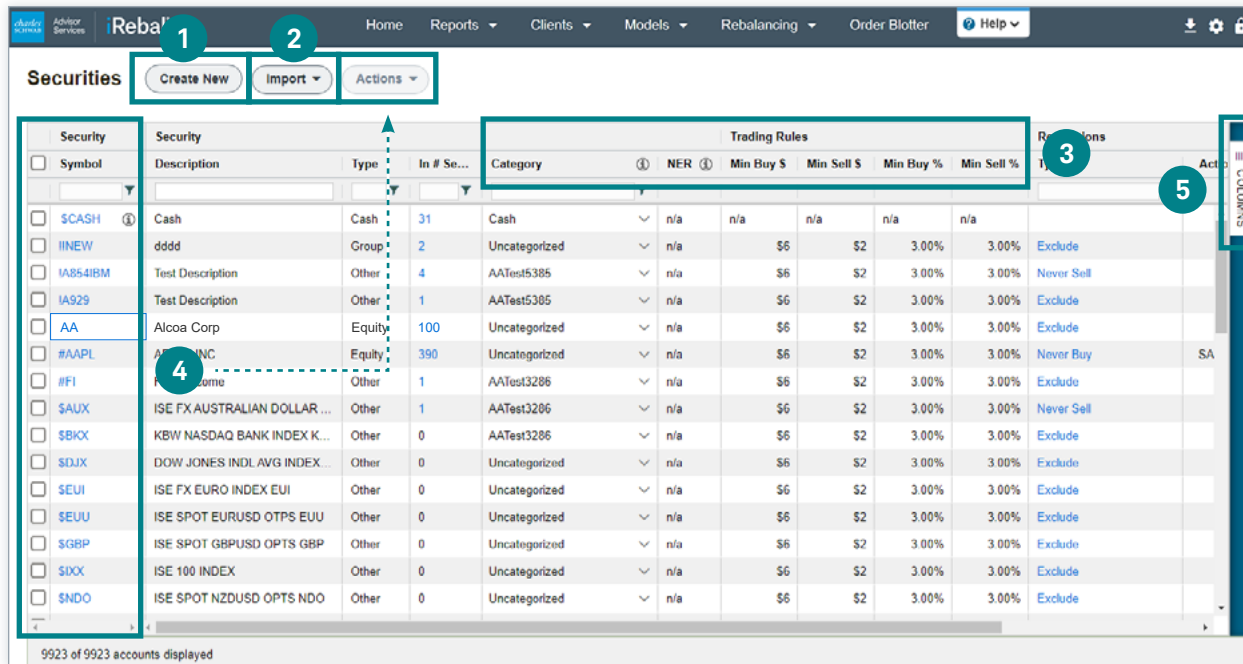 charles SCHWAB Advisor Services iRebal Home Reports Clients Models Rebalancing Order Blotter Help
1 2
Securities Create New Import Actions
Security Security Trading Rules
3
Symbol Description Type In # Se... Category NER Min Buy $ Min Sell $ Min Buy % Min Sell %
5 COLUMNS
$CASH Cash Cash 31 Cash n/a n/a n/a n/a n/a
!INEW dddd Group 2 Uncategorized n/a $6 $2 3.00% 3.00% Exclude
!A854IBM Test Description Other 4 AATest5385 n/a $6 $2 3.00% 3.00% Never Sell
!A929 Test Description Other 1 AATest5385 n/a $6 $2 3.00% 3.00% Exclude
AA Alcoa Corp Equity 100 Uncategorized n/a $6 $2 3.00% 3.00% Exclude
#AAPL INC Equity 390 Uncategorized n/a $6 $2 3.00% 3.00% Never Buy SA
4
#FI Other 1 AATest3286 n/a $6 $2 3.00% 3.00% Exclude
$AUX ISE FX AUSTRALIAN DOLLAR ... Other 1 AATest3286 n/a $6 $2 3.00% 3.00% Never Sell
$BKX KBW NASDAQ BANK INDEX K... Other 0 AATest3286 n/a $6 $2 3.00% 3.00% Exclude
$DJX DOW JONES INDL AVG INDEX... Other 0 Uncategorized n/a $6 $2 3.00% 3.00% Exclude
$EUI ISE FX EURO INDEX EUI Other 0 Uncategorized n/a $6 $2 3.00% 3.00% Exclude
$EUU ISE SPOT EURUSD OTPS EUU Other 0 Uncategorized n/a $6 $2 3.00% 3.00% Exclude
$GBP ISE SPOT GBPUSD OPTS GBP Other 0 Uncategorized n/a $6 $2 3.00% 3.00% Exclude
$IXX ISE 100 INDEX Other 0 Uncategorized n/a $6 $2 3.00% 3.00% Exclude
$NDO ISE SPOT NZDUSD OPTS NDO Other 0 Uncategorized n/a $6 $2 3.00% 3.00% Exclude
9923 of 9923 accounts displayed